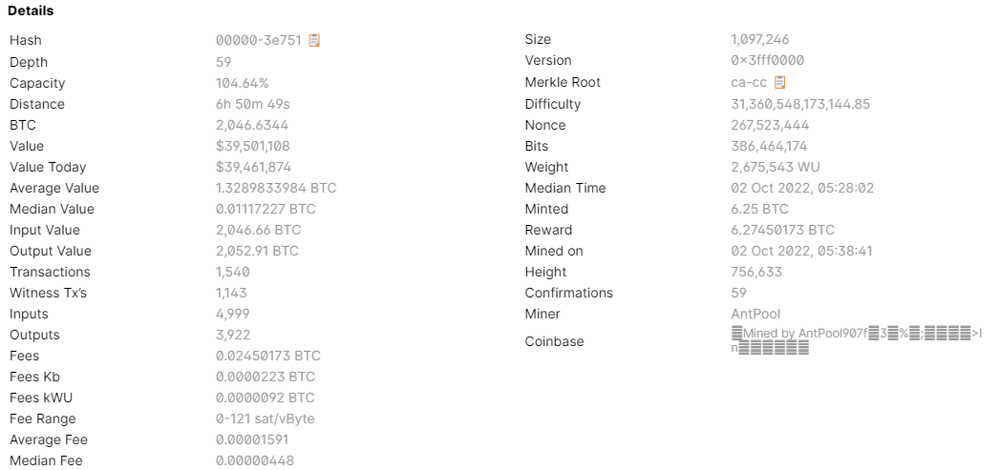 Details
Hash 00000-3e751
Depth 59
Capacity 104.64%
Distance 6h 50m 49s
BTC 2,046.6344
Value $39,501,108
Value Today $39,461,874
Average Value 1.3289833984 BTC
Median Value 0.01117227 BTC
Input Value 2,046.66 BTC
Output Value 2,052.91 BTC
Transactions 1,540
Witness Tx's 1,143
Inputs 4,999
Outputs 3,922
Fees 0.02450173 BTC
Fees Kb 0.0000223 BTC
Fees kWU 0.0000092 BTC
Fee Range 0-121 sat/vByte
Average Fee 0.00001591
Median Fee 0.00000448
Size 1,097,246
Version 0×3fff0000
Merkle Root ca-cc
Difficulty 31,360,548,173,144.85
Nonce 267,523,444
Bits 386,464,174
Weight 2,675,543 WU
Median Time 02 Oct 2022, 05:28:02
Minted 6.25 BTC
Reward 6.27450173 BTC
Mined on 02 Oct 2022, 05:38:41
Height 756,633
Confirmations 59
Miner AntPool
Coinbase Mined by AntPool907f 3 % ; >I
n